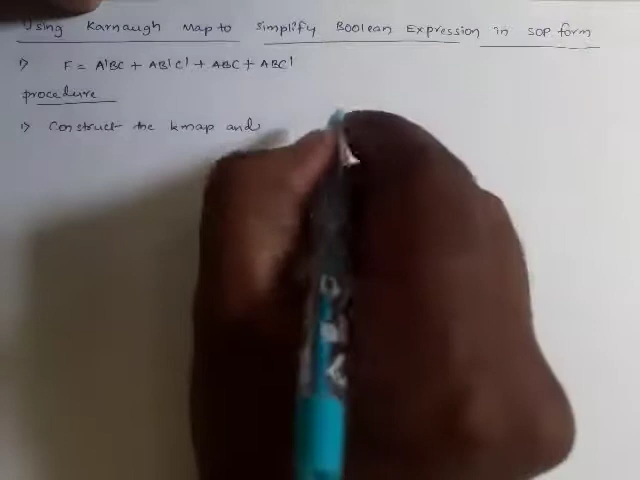 Using Karnaugh Map to Simplify Boolean Expression in SOP form
1) F = A'BC + AB'C' + ABC + ABC'
procedure
1) Construct the kmap and